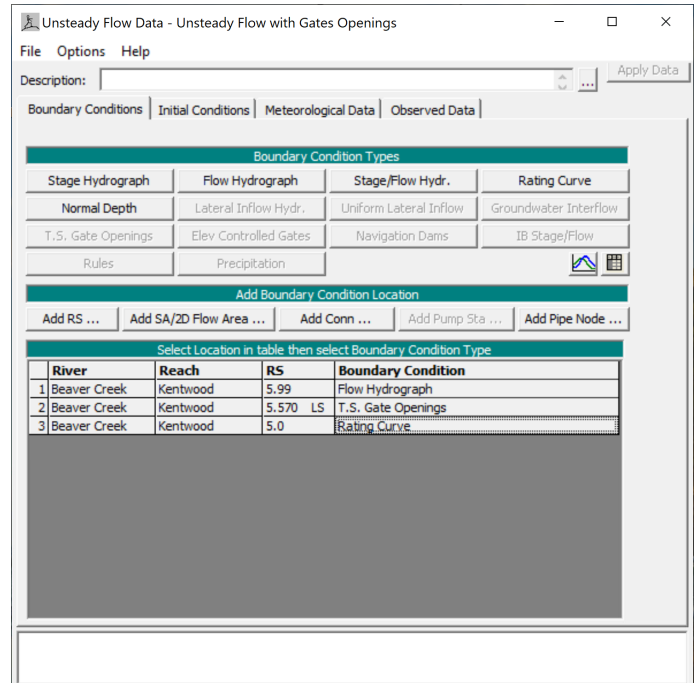 Unsteady Flow Data - Unsteady Flow with Gates Openings
File Options Help
Description: ... Apply Data
Boundary Conditions Initial Conditions Meteorological Data Observed Data
Boundary Condition Types
Stage Hydrograph Flow Hydrograph Stage/Flow Hydr. Rating Curve
Normal Depth Lateral Inflow Hydr. Uniform Lateral Inflow Groundwater Interflow
T.S. Gate Openings Elev Controlled Gates Navigation Dams IB Stage/Flow
Rules Precipitation
Add Boundary Condition Location
Add RS ... Add SA/2D Flow Area ... Add Conn ... Add Pump Sta ... Add Pipe Node ...
Select Location in table then select Boundary Condition Type
River Reach RS Boundary Condition
1 Beaver Creek Kentwood 5.99 Flow Hydrograph
2 Beaver Creek Kentwood 5.570 LS T.S. Gate Openings
3 Beaver Creek Kentwood 5.0 Rating Curve